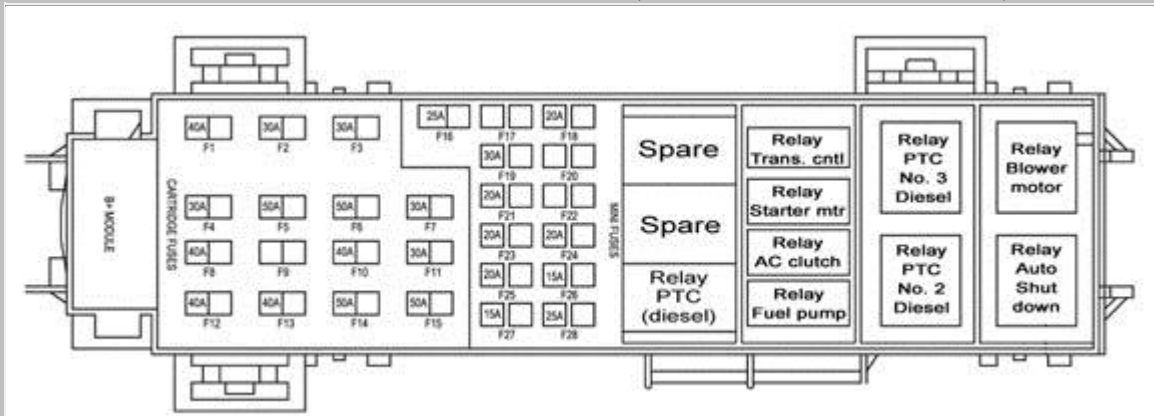 B+ MODULE
CARTRIDGE FUSES
40A
F1
30A
F2
30A
F3
30A
F4
50A
F5
50A
F6
30A
F7
40A
F8
F9
40A
F10
30A
F11
40A
F12
40A
F13
50A
F14
50A
F15
25A
F16
F17
20A
F18
30A
F19
F20
20A
F21
F22
20A
F23
20A
F24
20A
F25
15A
F26
15A
F27
25A
F28
MINI FUSES
Spare
Spare
Relay
PTC
(diesel)
Relay
Trans. cntl
Relay
Starter mtr
Relay
AC clutch
Relay
Fuel pump
Relay
PTC
No. 3
Diesel
Relay
PTC
No. 2
Diesel
Relay
Blower
motor
Relay
Auto
Shut
down